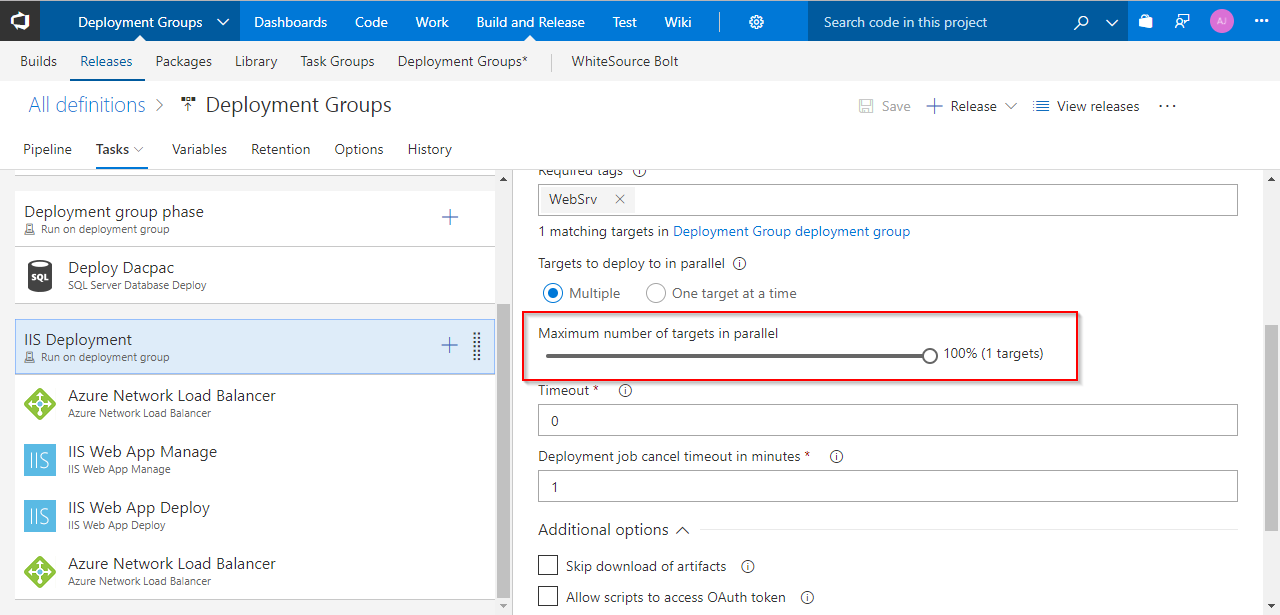 Deployment Groups Dashboards Code Work Build and Release Test Wiki Search code in this project AJ
Builds Releases Packages Library Task Groups Deployment Groups* WhiteSource Bolt
All definitions > Deployment Groups Save Release View releases ...
Pipeline Tasks Variables Retention Options History
Deployment group phase
Run on deployment group
SQL
Deploy Dacpac
SQL Server Database Deploy
IIS Deployment
Run on deployment group
Azure Network Load Balancer
Azure Network Load Balancer
IIS
IIS Web App Manage
IIS Web App Manage
IIS
IIS Web App Deploy
IIS Web App Deploy
Azure Network Load Balancer
Azure Network Load Balancer
Required tags
WebSrv
1 matching targets in Deployment Group deployment group
Targets to deploy to in parallel
Multiple One target at a time
Maximum number of targets in parallel
100% (1 targets)
Timeout *
0
Deployment job cancel timeout in minutes *
1
Additional options
Skip download of artifacts
Allow scripts to access OAuth token